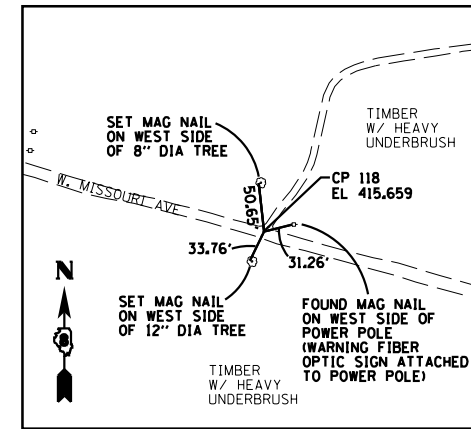 TIMBER
W/ HEAVY
UNDERBRUSH
SET MAG NAIL
ON WEST SIDE
OF 8" DIA TREE
CP 118
EL 415.659
W. MISSOURI AVE
50.65'
33.76'
31.26'
N
8
SET MAG NAIL
ON WEST SIDE
OF 12" DIA TREE
FOUND MAG NAIL
ON WEST SIDE OF
POWER POLE
(WARNING FIBER
OPTIC SIGN ATTACHED
TO POWER POLE)
TIMBER
W/ HEAVY
UNDERBRUSH